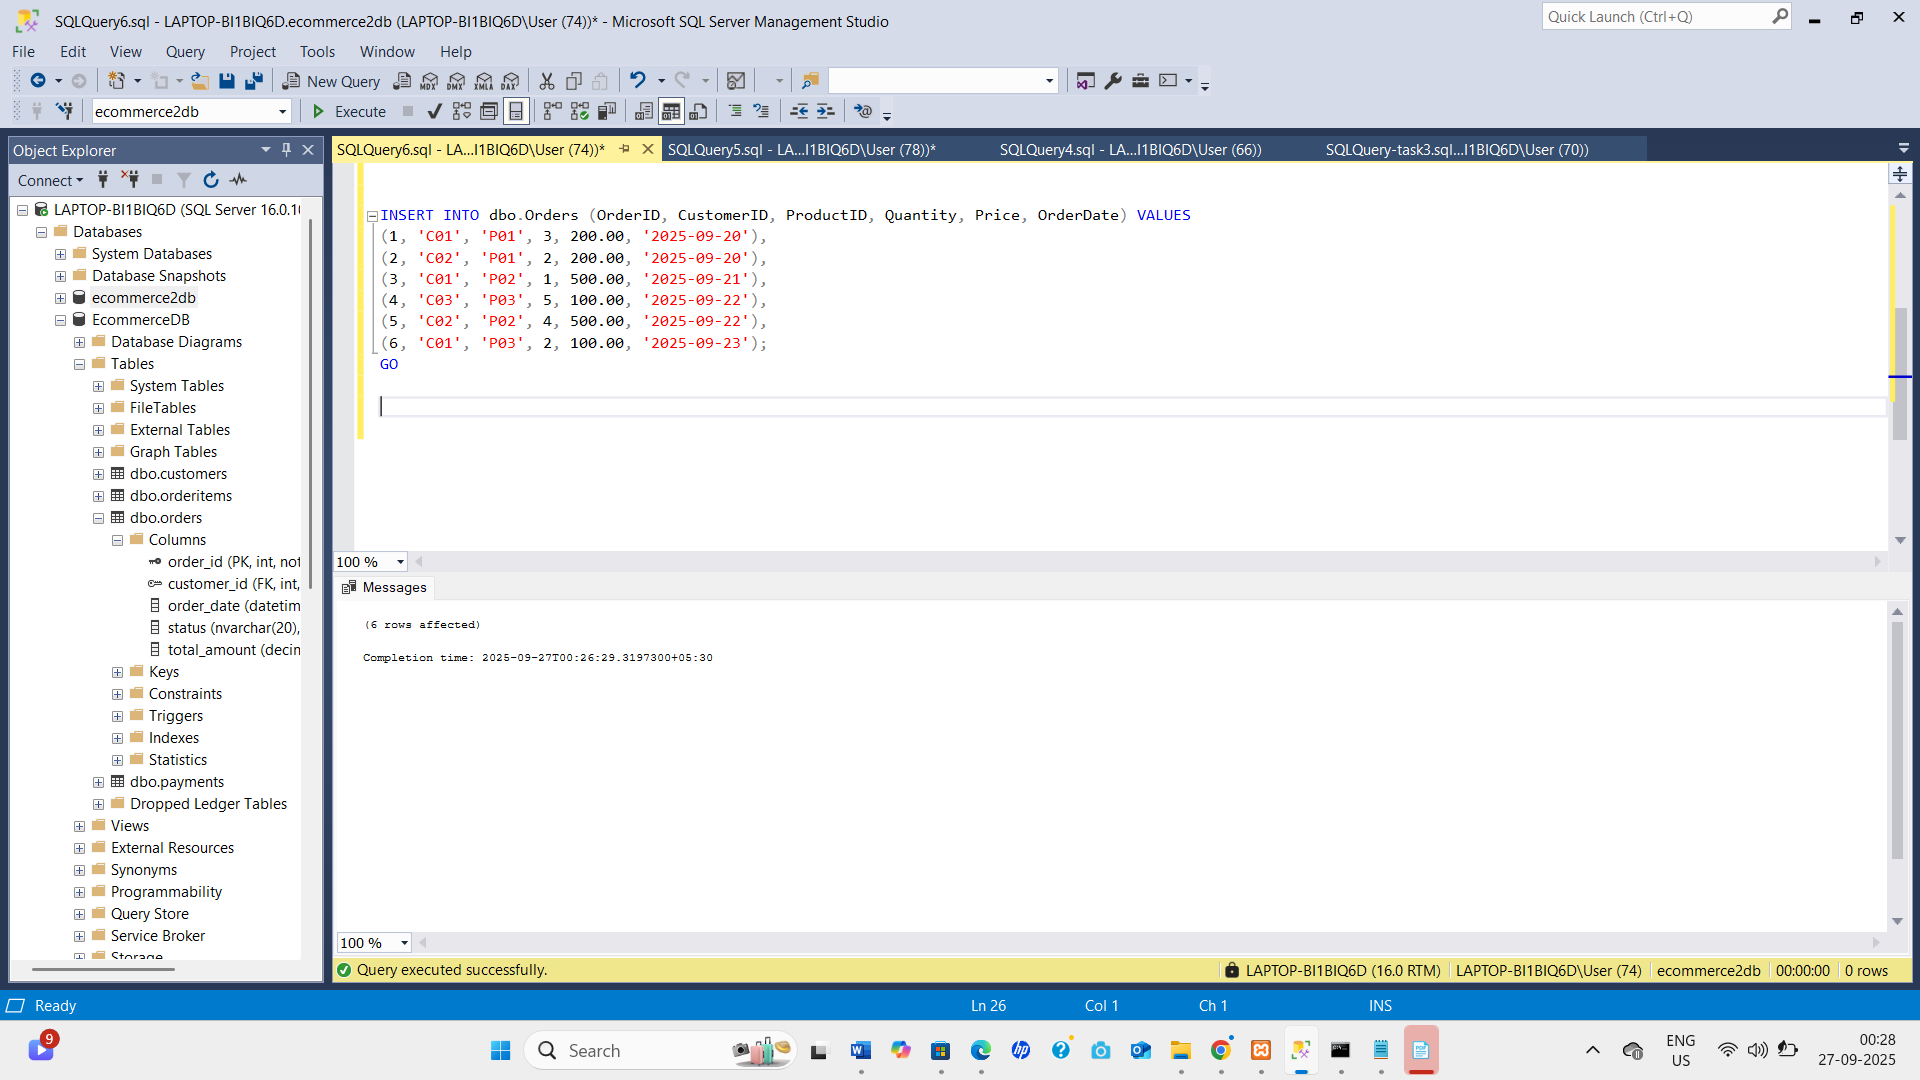 SQLQuery6.sql - LAPTOP-BI1BIQ6D.ecommerce2db (LAPTOP-BI1BIQ6D\User (74))* - Microsoft SQL Server Management Studio
Quick Launch (Ctrl+Q)
File Edit View Query Project Tools Window Help
New Query
MDX DMX XMLA DAX
ecommerce2db
Execute
Object Explorer
Connect
LAPTOP-BI1BIQ6D (SQL Server 16.0.10
Databases
System Databases
Database Snapshots
ecommerce2db
EcommerceDB
Database Diagrams
Tables
System Tables
FileTables
External Tables
Graph Tables
dbo.customers
dbo.orderitems
dbo.orders
Columns
order_id (PK, int, not
customer_id (FK, int,
order_date (datetim
status (nvarchar(20),
total_amount (decin
Keys
Constraints
Triggers
Indexes
Statistics
dbo.payments
Dropped Ledger Tables
Views
External Resources
Synonyms
Programmability
Query Store
Service Broker
Storage
SQLQuery6.sql - LA...I1BIQ6D\User (74))*
SQLQuery5.sql - LA...I1BIQ6D\User (78))*
SQLQuery4.sql - LA...I1BIQ6D\User (66))
SQLQuery-task3.sql...I1BIQ6D\User (70))
INSERT INTO dbo.Orders (OrderID, CustomerID, ProductID, Quantity, Price, OrderDate) VALUES
(1, 'C01', 'P01', 3, 200.00, '2025-09-20'),
(2, 'C02', 'P01', 2, 200.00, '2025-09-20'),
(3, 'C01', 'P02', 1, 500.00, '2025-09-21'),
(4, 'C03', 'P03', 5, 100.00, '2025-09-22'),
(5, 'C02', 'P02', 4, 500.00, '2025-09-22'),
(6, 'C01', 'P03', 2, 100.00, '2025-09-23');
GO
100 %
Messages
(6 rows affected)
Completion time: 2025-09-27T00:26:29.3197300+05:30
100 %
Query executed successfully.
LAPTOP-BI1BIQ6D (16.0 RTM)
LAPTOP-BI1BIQ6D\User (74)
ecommerce2db
00:00:00
0 rows
Ready
Ln 26
Col 1
Ch 1
INS
9
Search
ENG
US
00:28
27-09-2025